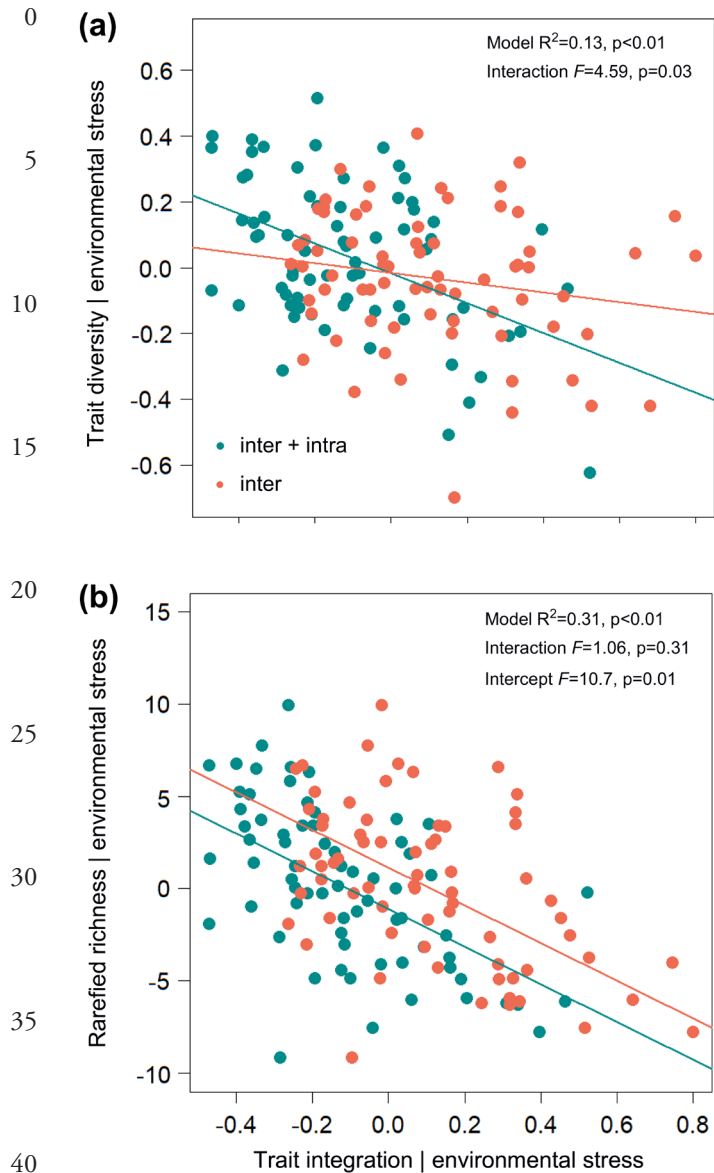 0
(a)
Model R²=0.13, p<0.01
Interaction F=4.59, p=0.03
0.6
0.4
5
0.2
0.0
10
-0.2
-0.4
15
-0.6
Trait diversity | environmental stress
inter + intra
inter
20
(b)
15
Model R²=0.31, p<0.01
Interaction F=1.06, p=0.31
Intercept F=10.7, p=0.01
10
25
5
30
0
-5
35
-10
Rarefied richness | environmental stress
-0.4 -0.2 0.0 0.2 0.4 0.6 0.8
Trait integration | environmental stress
40